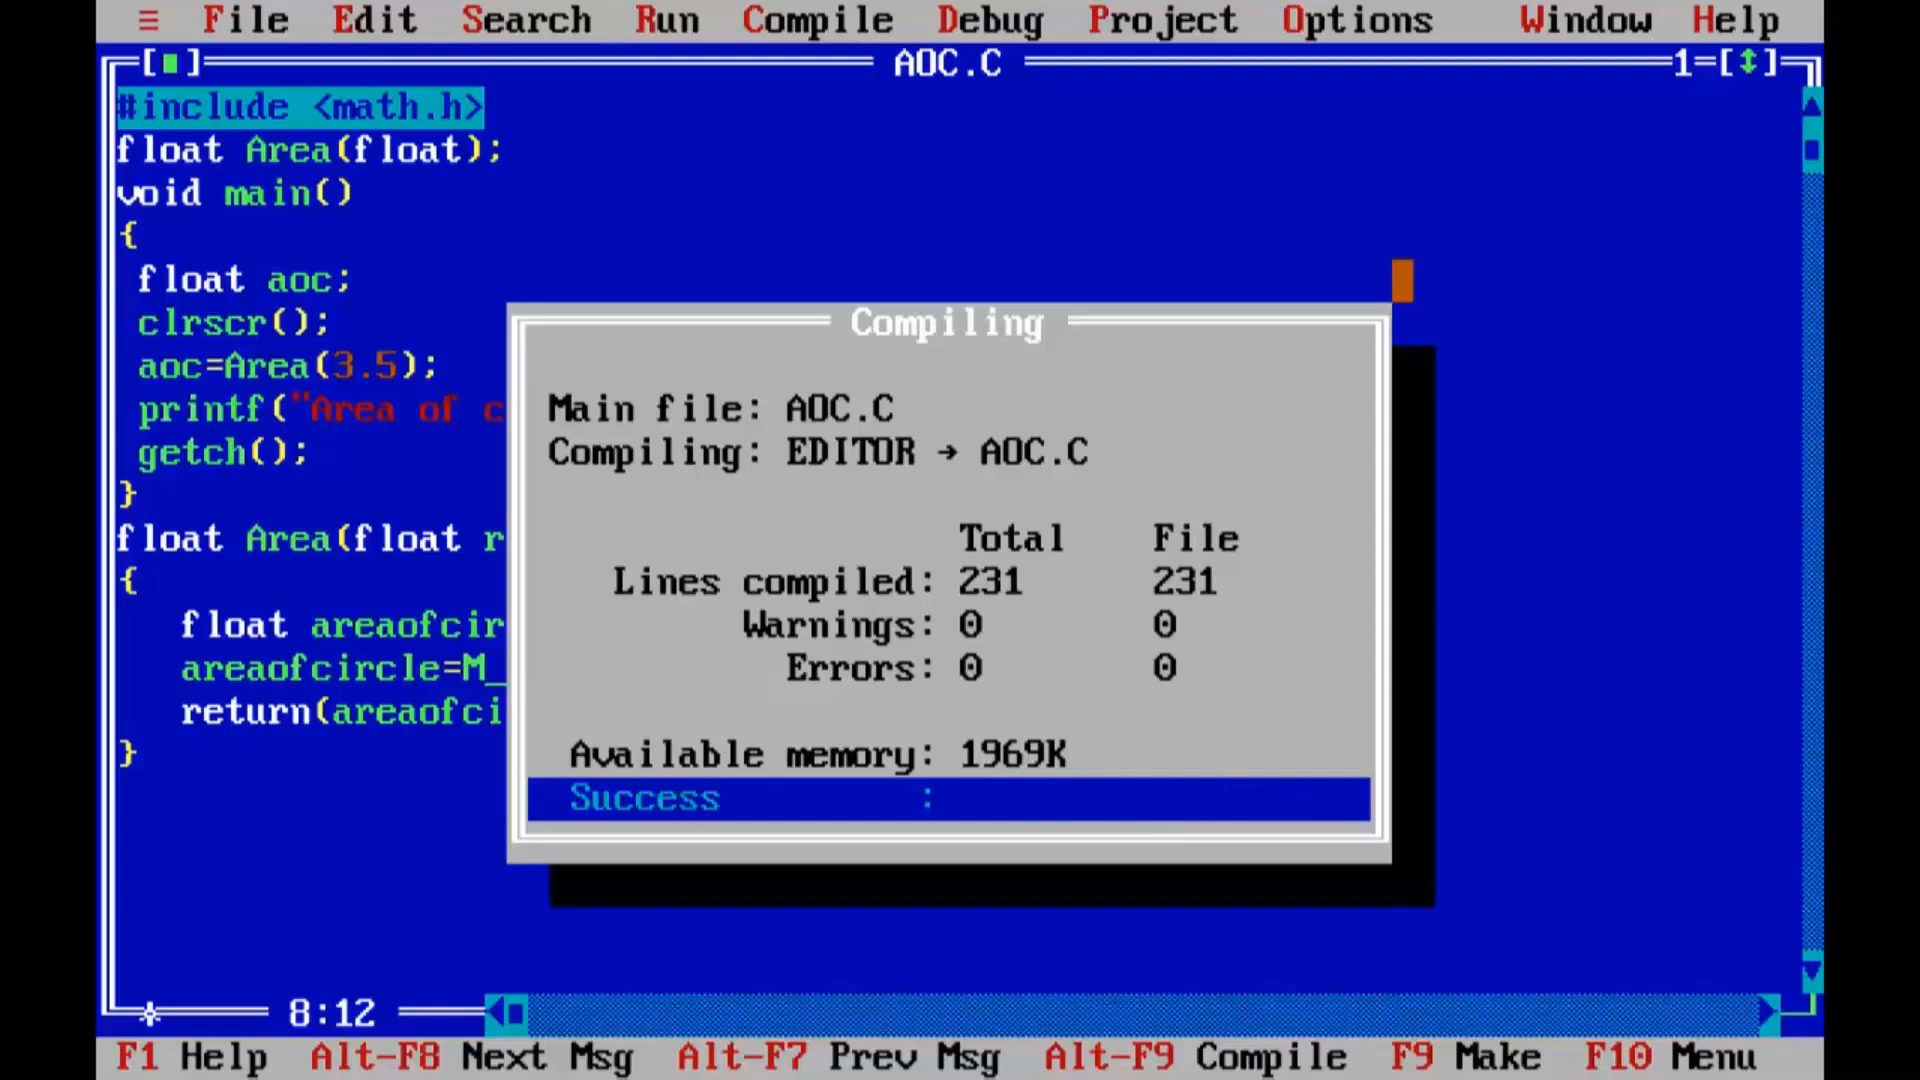 ≡ File Edit Search Run Compile Debug Project Options Window Help
[■] AOC.C 1=[↕]
#include <math.h>
float Area(float);
void main()
{
float aoc;
clrscr();
aoc=Area(3.5);
printf("Area of c
getch();
}
float Area(float r
{
float areaofcir
areaofcircle=M_
return(areaofci
}
Compiling
Main file: AOC.C
Compiling: EDITOR → AOC.C
Total File
Lines compiled: 231 231
Warnings: 0 0
Errors: 0 0
Available memory: 1969K
Success :
8:12
F1 Help Alt-F8 Next Msg Alt-F7 Prev Msg Alt-F9 Compile F9 Make F10 Menu